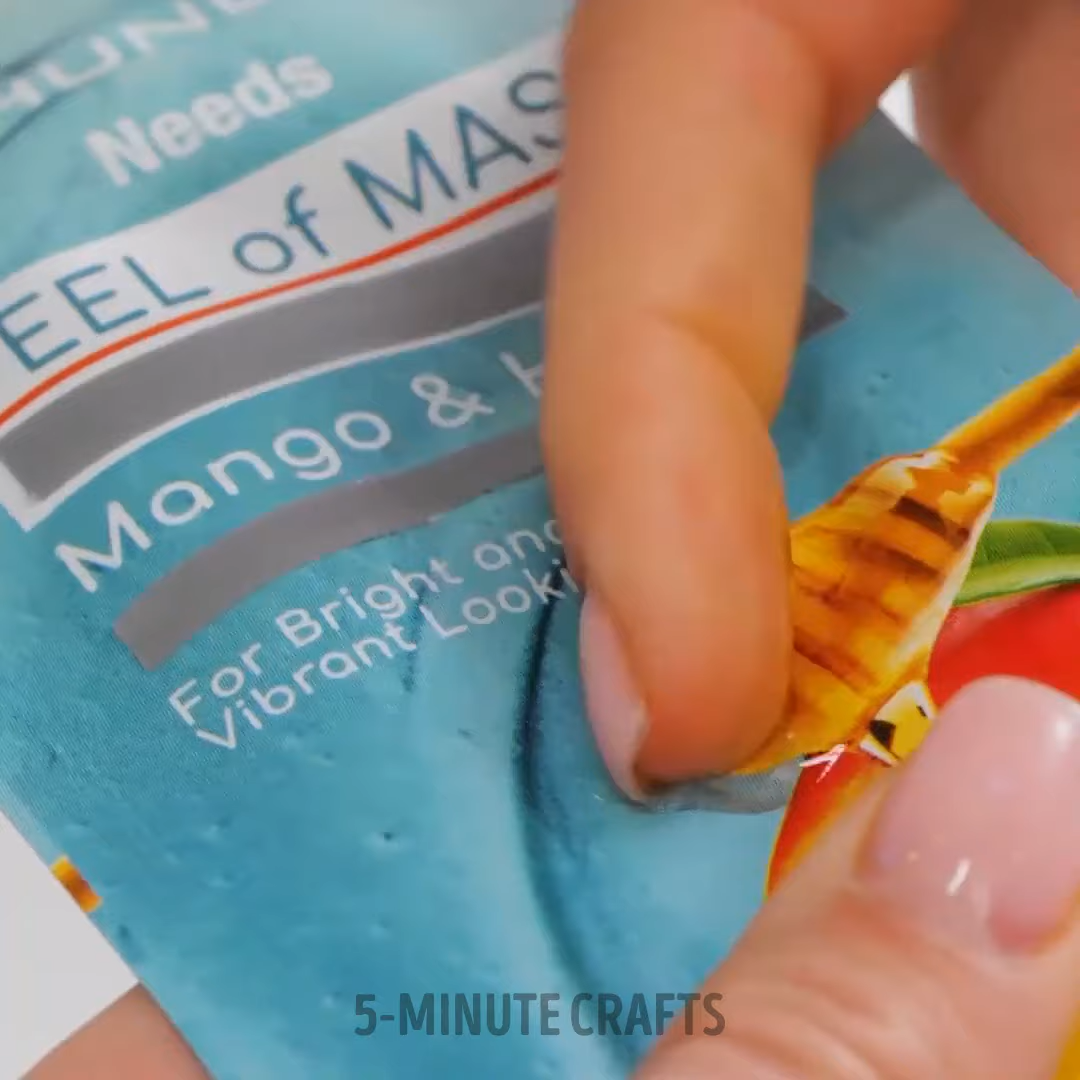 Needs
EEL of MAS
Mango & H
For Bright and
Vibrant Looki
5-MINUTE CRAFTS